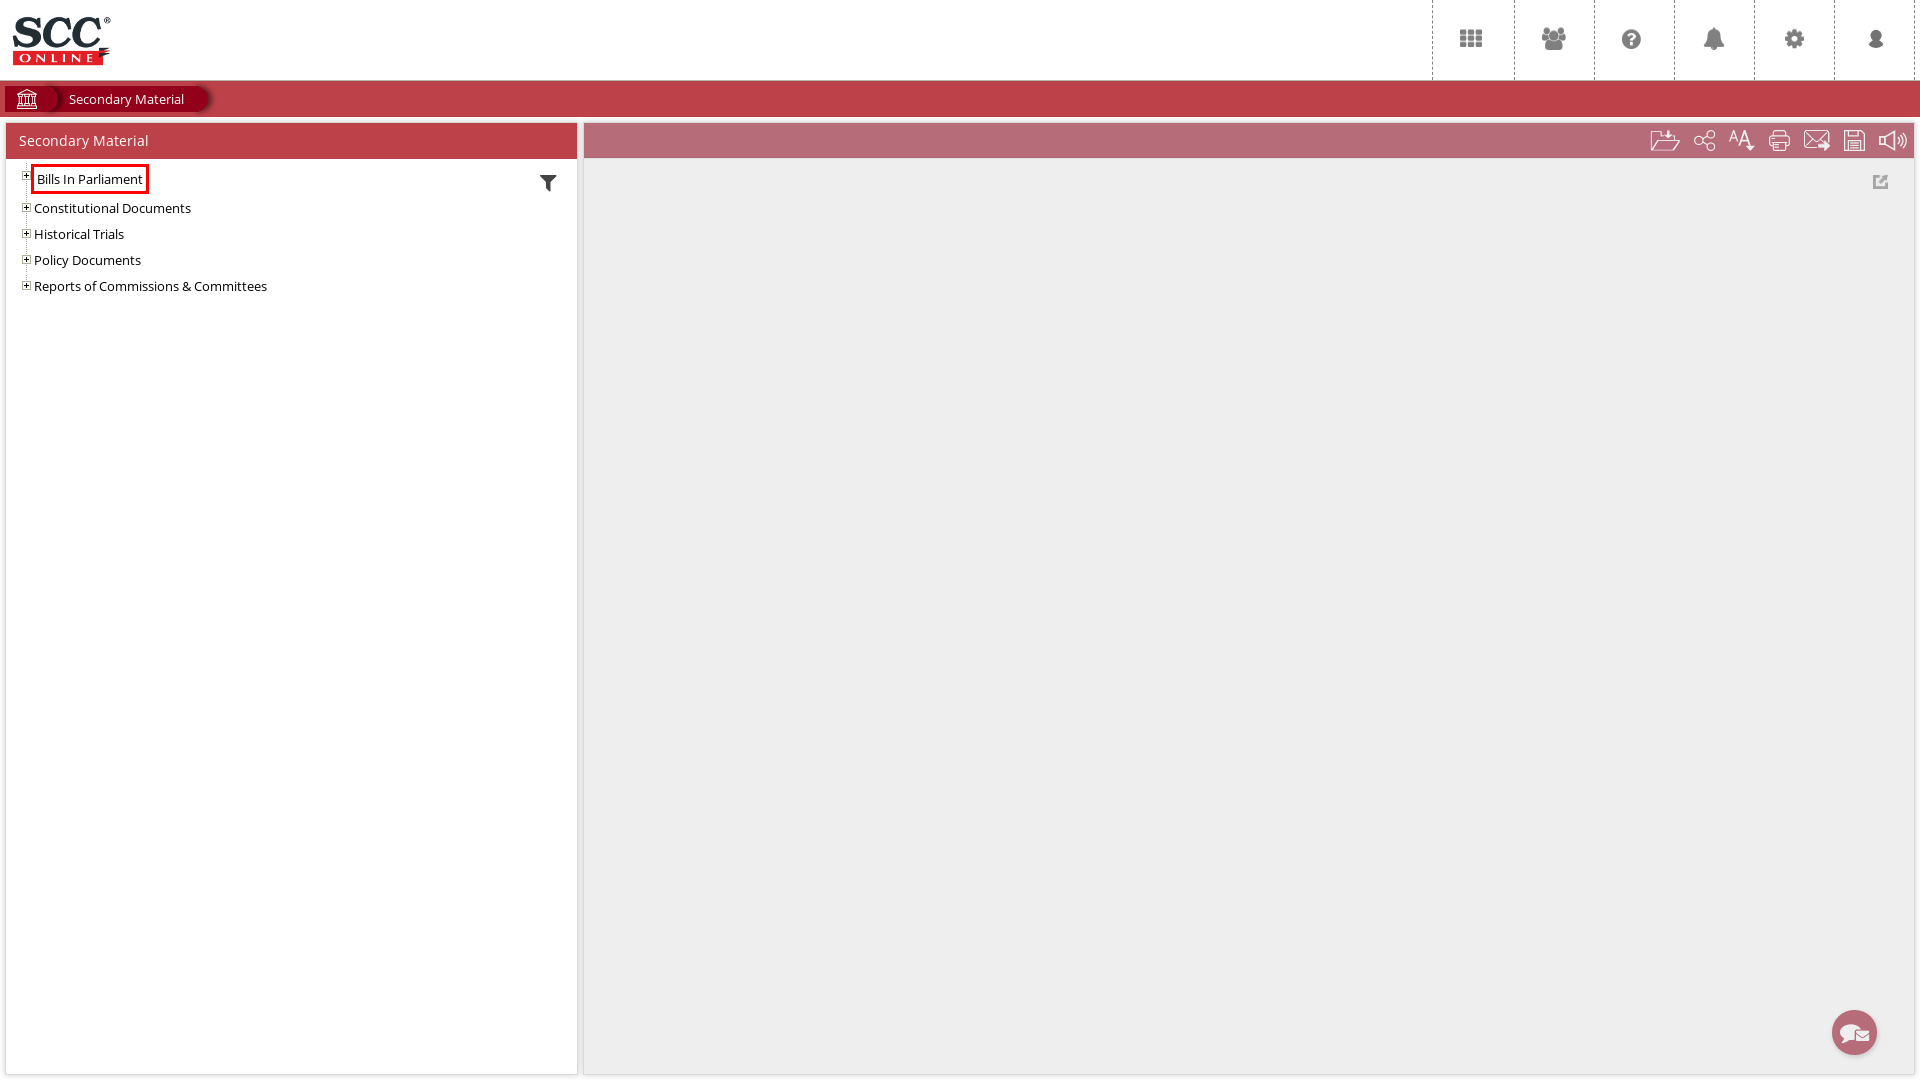 SCC®
ONLINE
Secondary Material
Secondary Material
Bills In Parliament
Constitutional Documents
Historical Trials
Policy Documents
Reports of Commissions & Committees